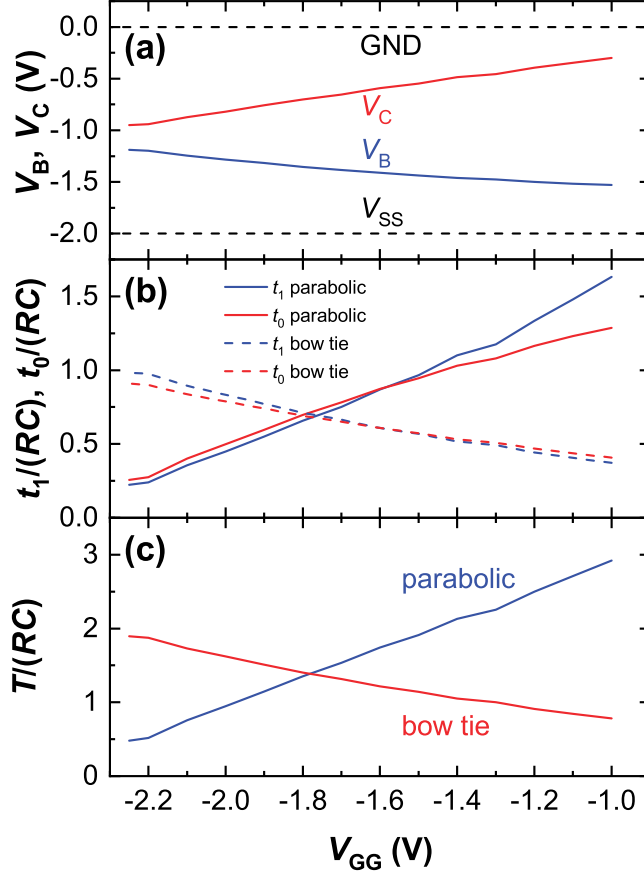 (a)
GND
V_C
V_B
V_SS
V_B, V_C (V)
0.0
-0.5
-1.0
-1.5
-2.0
(b)
t_1 parabolic
t_0 parabolic
t_1 bow tie
t_0 bow tie
t_1/(RC), t_0/(RC)
1.5
1.0
0.5
0.0
(c)
parabolic
bow tie
T/(RC)
3
2
1
0
-2.2 -2.0 -1.8 -1.6 -1.4 -1.2 -1.0
V_GG (V)